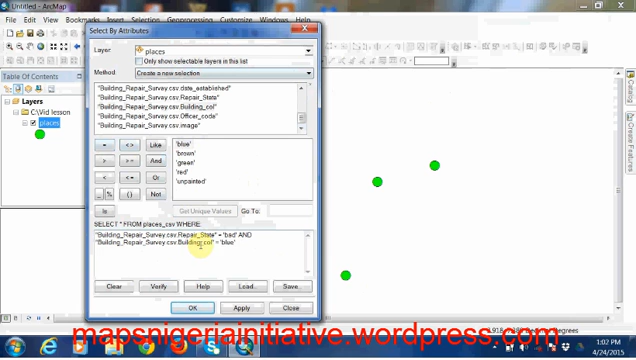 Untitled - ArcMap
File Edit View Bookmarks Insert Selection Geoprocessing Customize Windows Help
Select By Attributes
Layer:
places
Only show selectable layers in this list
Method:
Create a new selection
"Building_Repair_Survey.csv.date_established"
"Building_Repair_Survey.csv.Repair_State"
"Building_Repair_Survey.csv.Building_col"
"Building_Repair_Survey.csv.Officer_coda"
"Building_Repair_Survey.csv.image"
= < > Like
> > = And
< < = Or
_ % ( ) Not
Is
'blue'
'brown'
'green'
'red'
'unpainted'
Get Unique Values Go To:
SELECT * FROM places_csv WHERE:
"Building_Repair_Survey.csv.Repair_State" = 'bad' AND
"Building_Repair_Survey.csv.Building_col" = 'blue'
Clear Verify Help Load... Save...
OK Apply Close
Table Of Contents
Layers
C:\Vid lesson
places
Create Features
mapsnigeriainitiative.wordpress.com
1:02 PM
4/24/2015